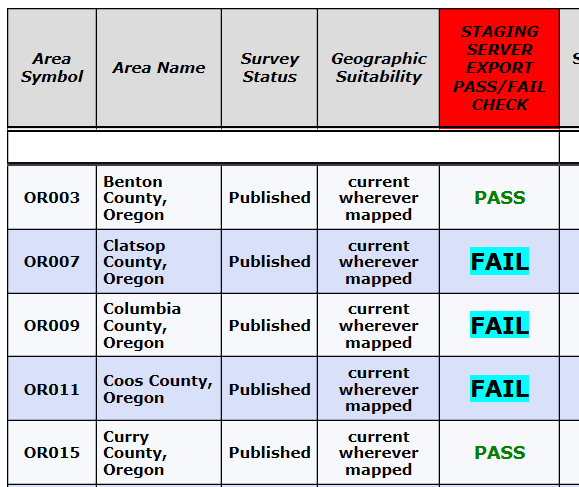 Area Symbol
Area Name
Survey Status
Geographic Suitability
STAGING SERVER EXPORT PASS/FAIL CHECK
S
OR003
Benton County, Oregon
Published
current wherever mapped
PASS
OR007
Clatsop County, Oregon
Published
current wherever mapped
FAIL
OR009
Columbia County, Oregon
Published
current wherever mapped
FAIL
OR011
Coos County, Oregon
Published
current wherever mapped
FAIL
OR015
Curry County, Oregon
Published
current wherever mapped
PASS